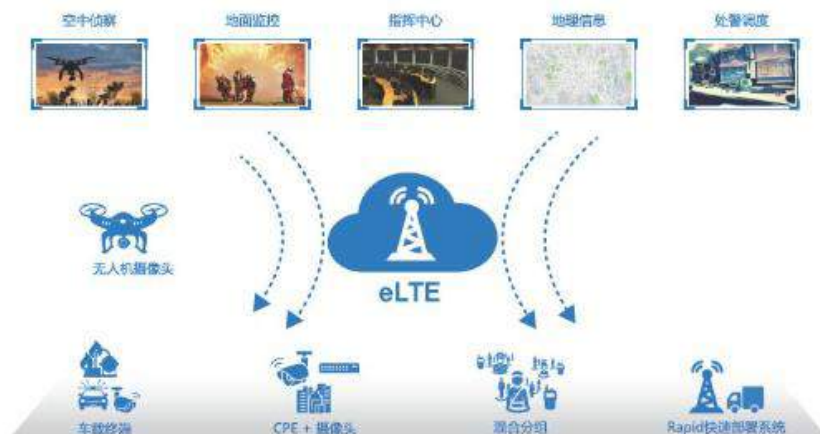 空中侦察
地面监控
指挥中心
地理信息
处警调度
无人机摄像头
eLTE
车载终端
CPE + 摄像头
混合分组
Rapid快速部署系统